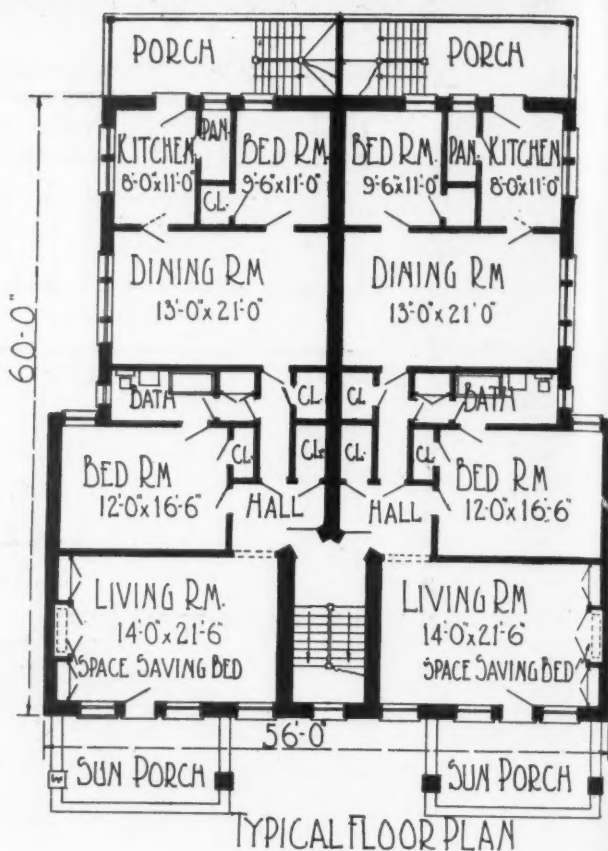 PORCH
PORCH
KITCHEN
8'-0"x11'-0"
PAN.
BED RM.
9'-6"x11'-0"
CL.
BED RM.
9'-6"x11'-0"
PAN.
KITCHEN
8'-0"x11'-0"
DINING RM
13'-0"x21'-0"
DINING RM
13'-0"x21'0"
60'-0"
BATH
CL.
CL.
BATH
BED RM
12'-0"x16'-6"
CL.
CL.
CL.
CL.
BED RM
12'-0"x16'-6"
HALL
HALL
LIVING RM.
14'-0"x21'-6"
SPACE SAVING BED
LIVING RM
14'-0"x21'-6"
SPACE SAVING BED
56'-0"
SUN PORCH
SUN PORCH
TYPICAL FLOOR PLAN